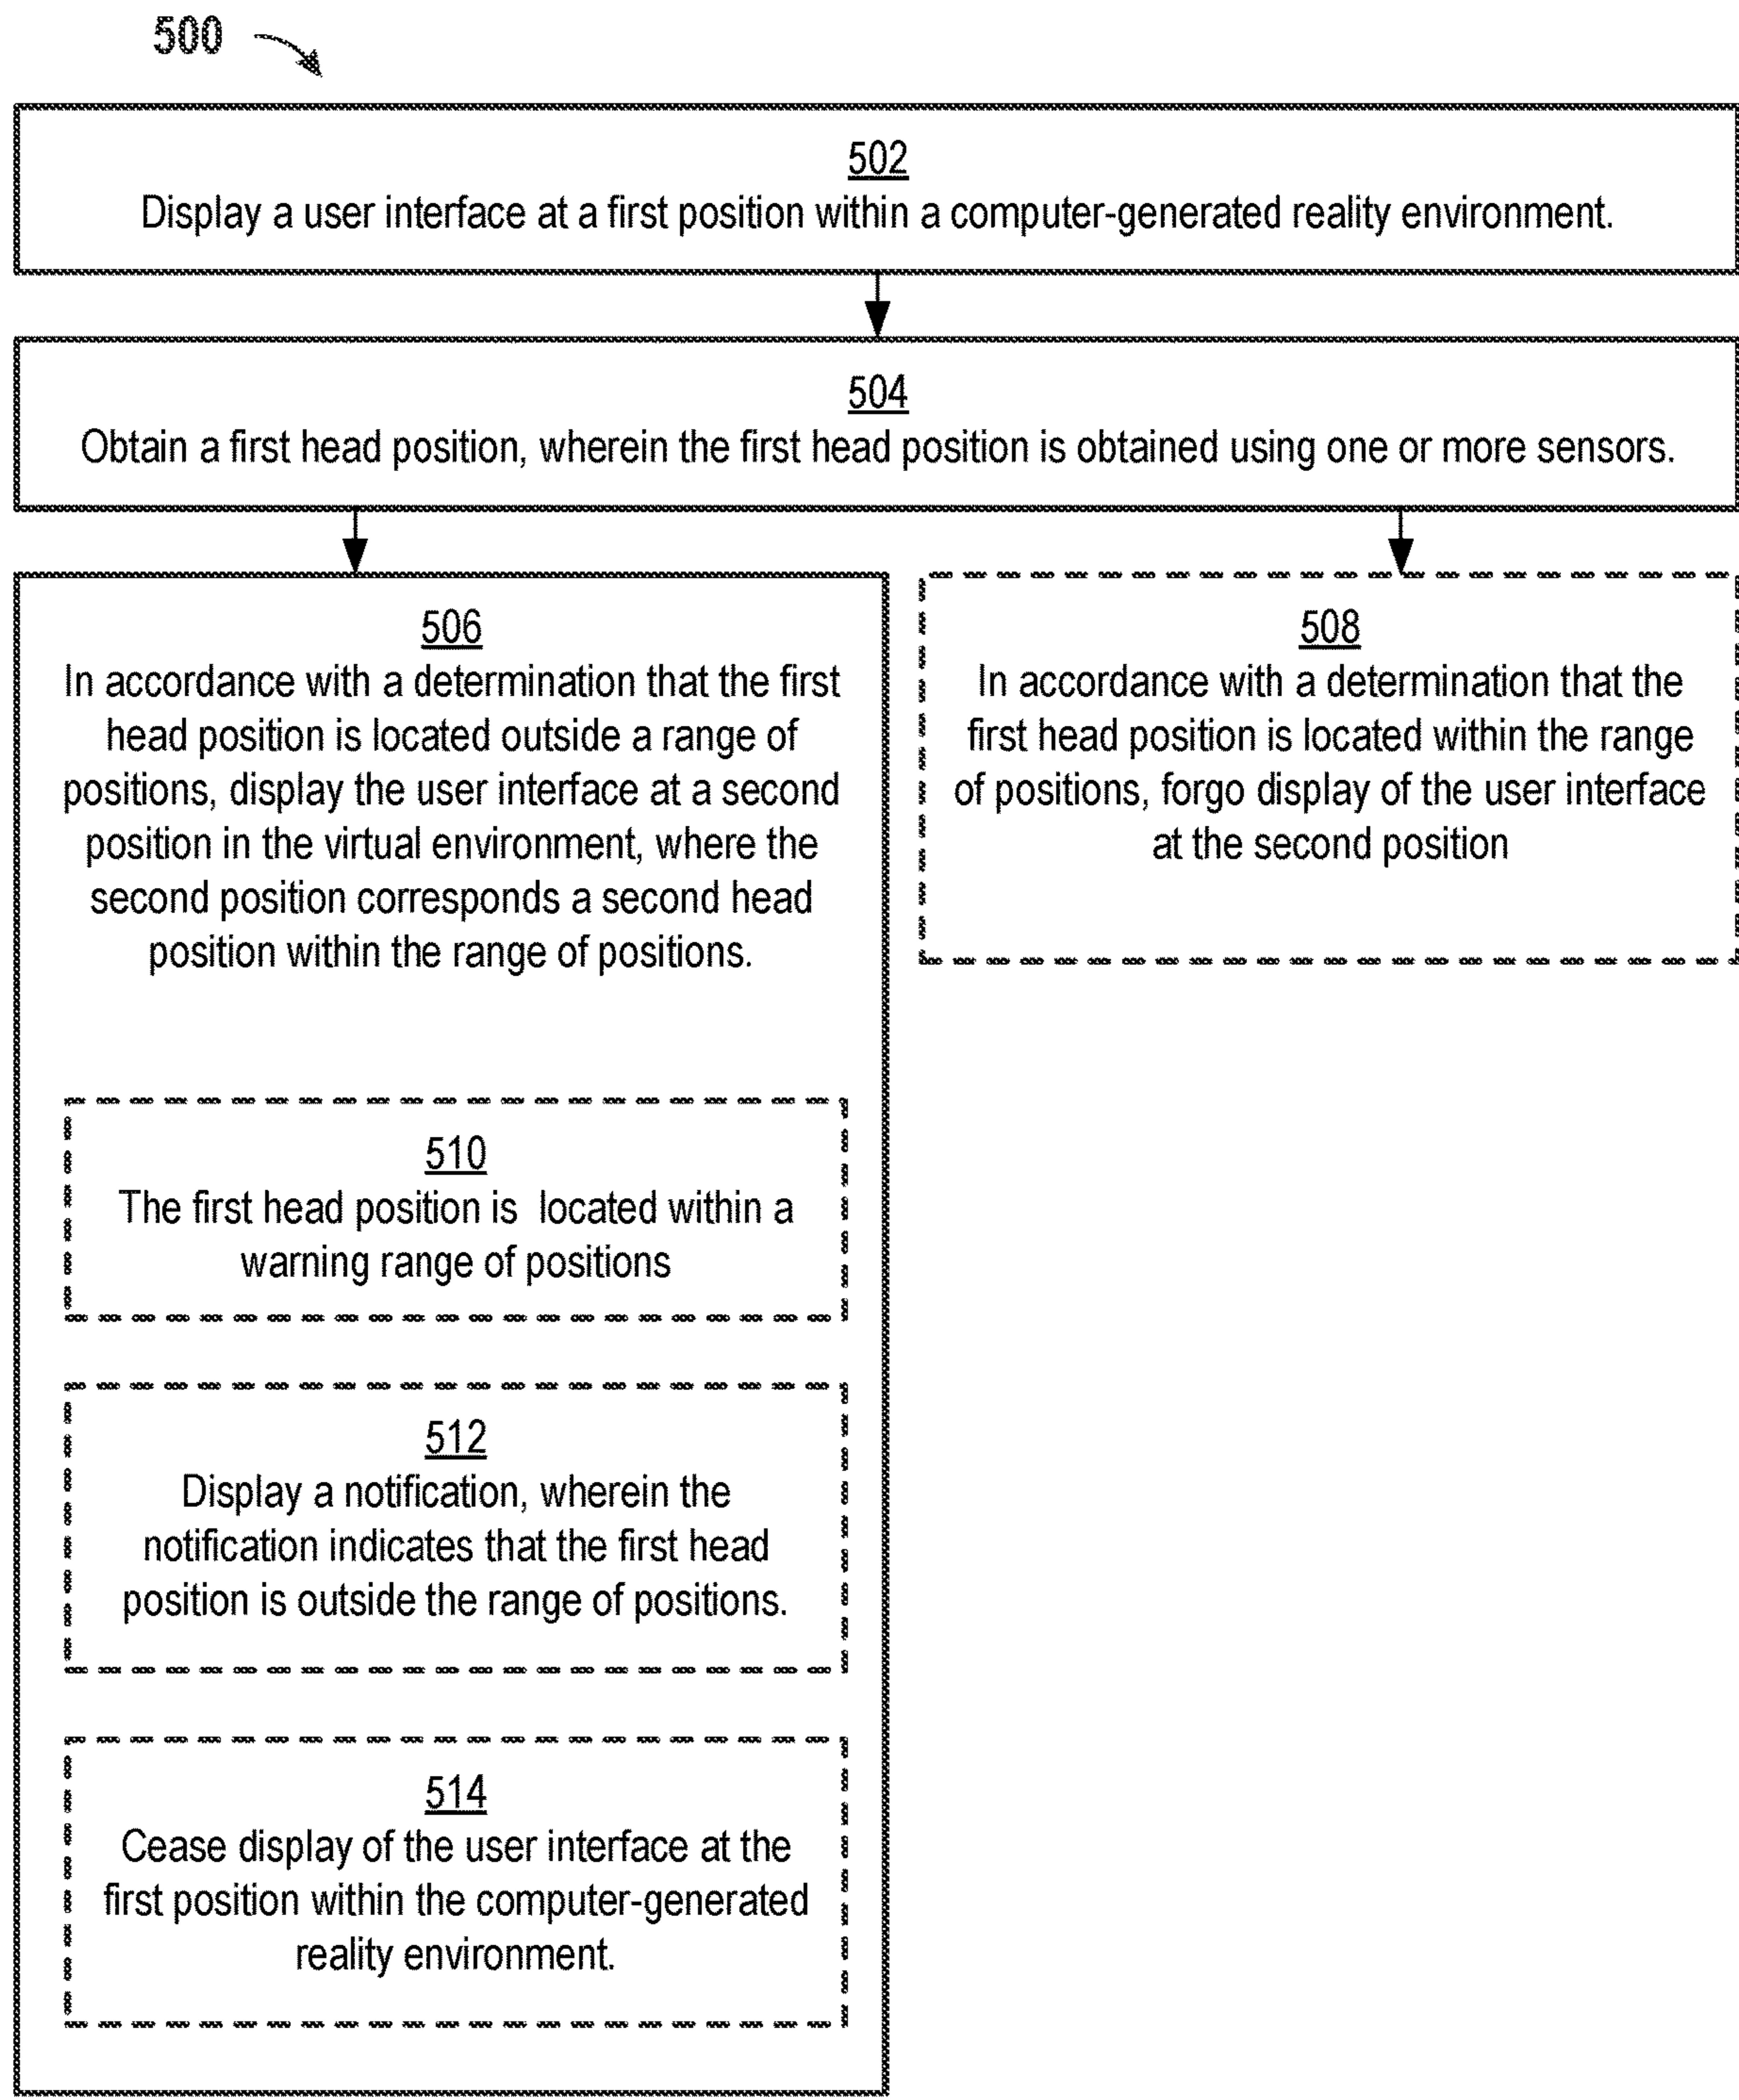 500
502
Display a user interface at a first position within a computer-generated reality environment.
504
Obtain a first head position, wherein the first head position is obtained using one or more sensors.
506
In accordance with a determination that the first
head position is located outside a range of
positions, display the user interface at a second
position in the virtual environment, where the
second position corresponds a second head
position within the range of positions.
508
In accordance with a determination that the
first head position is located within the range
of positions, forgo display of the user interface
at the second position
510
The first head position is located within a
warning range of positions
512
Display a notification, wherein the
notification indicates that the first head
position is outside the range of positions.
514
Cease display of the user interface at the
first position within the computer-generated
reality environment.